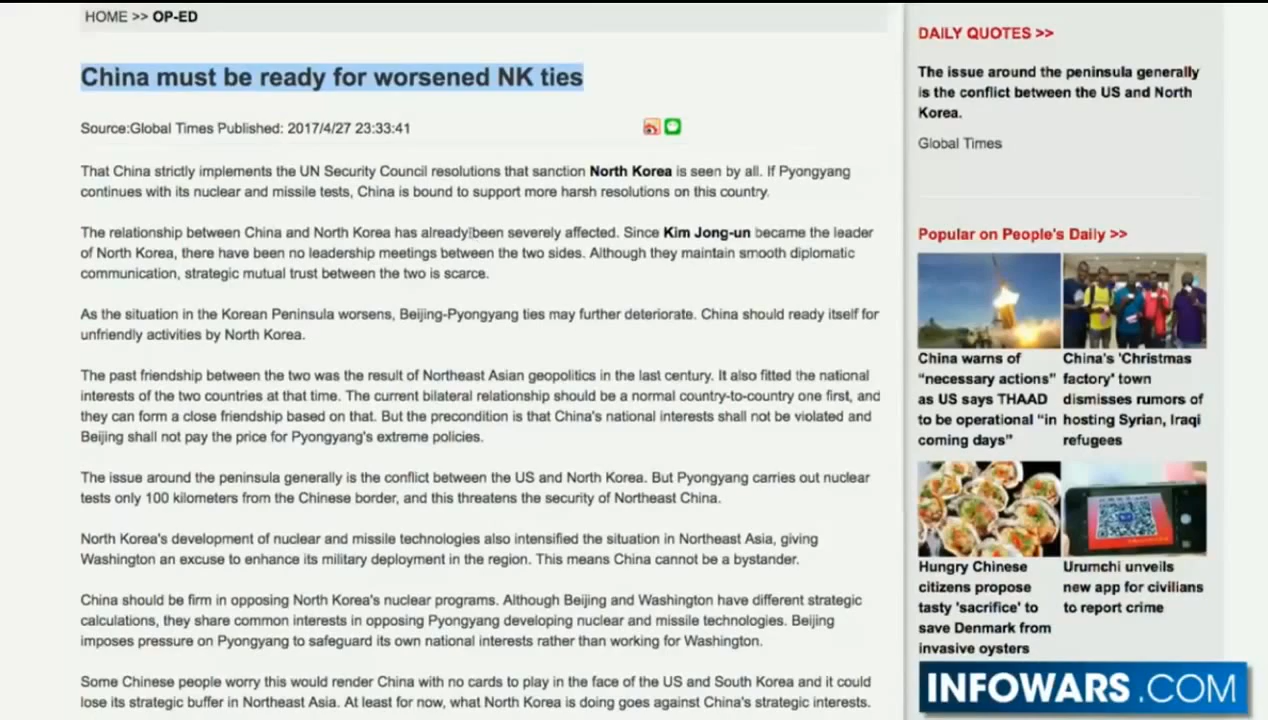 HOME >> OP-ED
China must be ready for worsened NK ties
Source:Global Times Published: 2017/4/27 23:33:41
That China strictly implements the UN Security Council resolutions that sanction North Korea is seen by all. If Pyongyang
continues with its nuclear and missile tests, China is bound to support more harsh resolutions on this country.
The relationship between China and North Korea has already been severely affected. Since Kim Jong-un became the leader
of North Korea, there have been no leadership meetings between the two sides. Although they maintain smooth diplomatic
communication, strategic mutual trust between the two is scarce.
As the situation in the Korean Peninsula worsens, Beijing-Pyongyang ties may further deteriorate. China should ready itself for
unfriendly activities by North Korea.
The past friendship between the two was the result of Northeast Asian geopolitics in the last century. It also fitted the national
interests of the two countries at that time. The current bilateral relationship should be a normal country-to-country one first, and
they can form a close friendship based on that. But the precondition is that China's national interests shall not be violated and
Beijing shall not pay the price for Pyongyang's extreme policies.
The issue around the peninsula generally is the conflict between the US and North Korea. But Pyongyang carries out nuclear
tests only 100 kilometers from the Chinese border, and this threatens the security of Northeast China.
North Korea's development of nuclear and missile technologies also intensified the situation in Northeast Asia, giving
Washington an excuse to enhance its military deployment in the region. This means China cannot be a bystander.
China should be firm in opposing North Korea's nuclear programs. Although Beijing and Washington have different strategic
calculations, they share common interests in opposing Pyongyang developing nuclear and missile technologies. Beijing
imposes pressure on Pyongyang to safeguard its own national interests rather than working for Washington.
Some Chinese people worry this would render China with no cards to play in the face of the US and South Korea and it could
lose its strategic buffer in Northeast Asia. At least for now, what North Korea is doing goes against China's strategic interests.
DAILY QUOTES >>
The issue around the peninsula generally
is the conflict between the US and North
Korea.
Global Times
Popular on People's Daily >>
China warns of
“necessary actions”
as US says THAAD
to be operational “in
coming days”
China's 'Christmas
factory' town
dismisses rumors of
hosting Syrian, Iraqi
refugees
Hungry Chinese
citizens propose
tasty 'sacrifice' to
save Denmark from
invasive oysters
Urumchi unveils
new app for civilians
to report crime
INFOWARS.COM